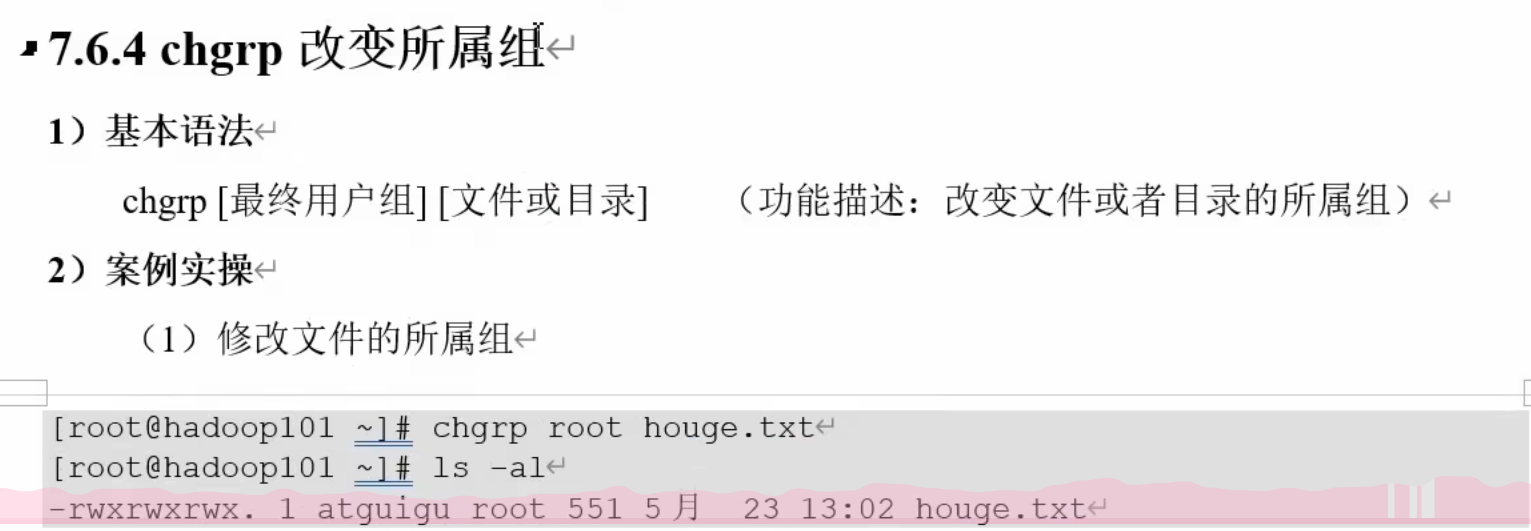 7.6.4 chgrp 改变所属组
1）基本语法
chgrp [最终用户组] [文件或目录] （功能描述：改变文件或者目录的所属组）
2）案例实操
（1）修改文件的所属组
[root@hadoop101 ~]# chgrp root houge.txt
[root@hadoop101 ~]# ls -al
-rwxrwxrwx. 1 atguigu root 551 5月 23 13:02 houge.txt